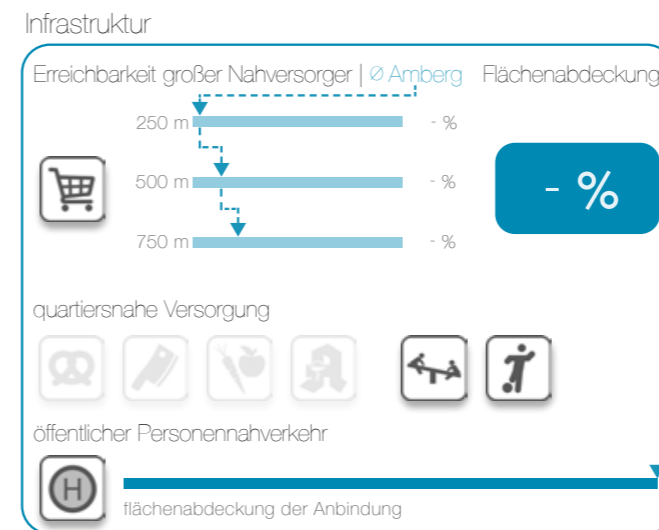 Infrastruktur
Erreichbarkeit großer Nahversorger | Ø Amberg Flächenabdeckung
250 m - %
500 m - %
- %
750 m - %
quartiersnahe Versorgung
öffentlicher Personennahverkehr
H
flächenabdeckung der Anbindung